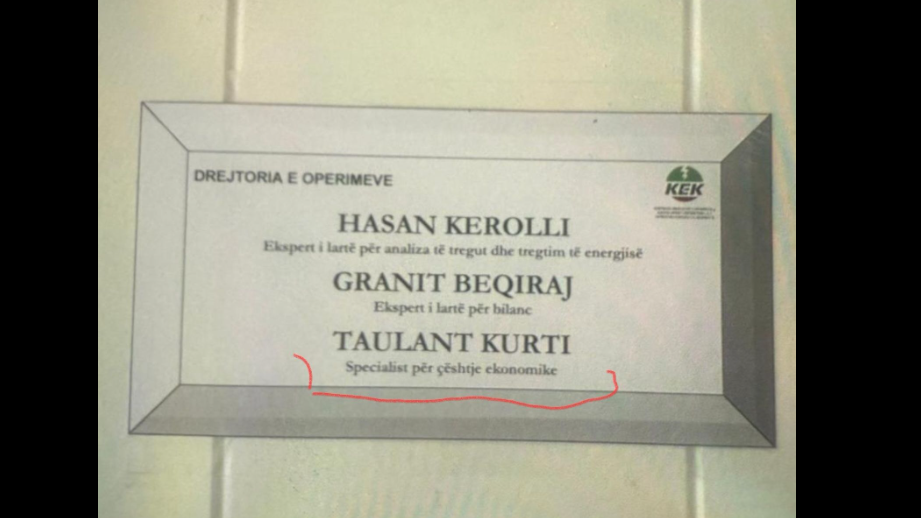 DREJTORIA E OPERIMEVE
KEK
HASAN KEROLLI
Ekspert i lartë për analiza të tregut dhe tregtim të energjisë
GRANIT BEQIRAJ
Ekspert i lartë për bilanc
TAULANT KURTI
Specialist për çështje ekonomike